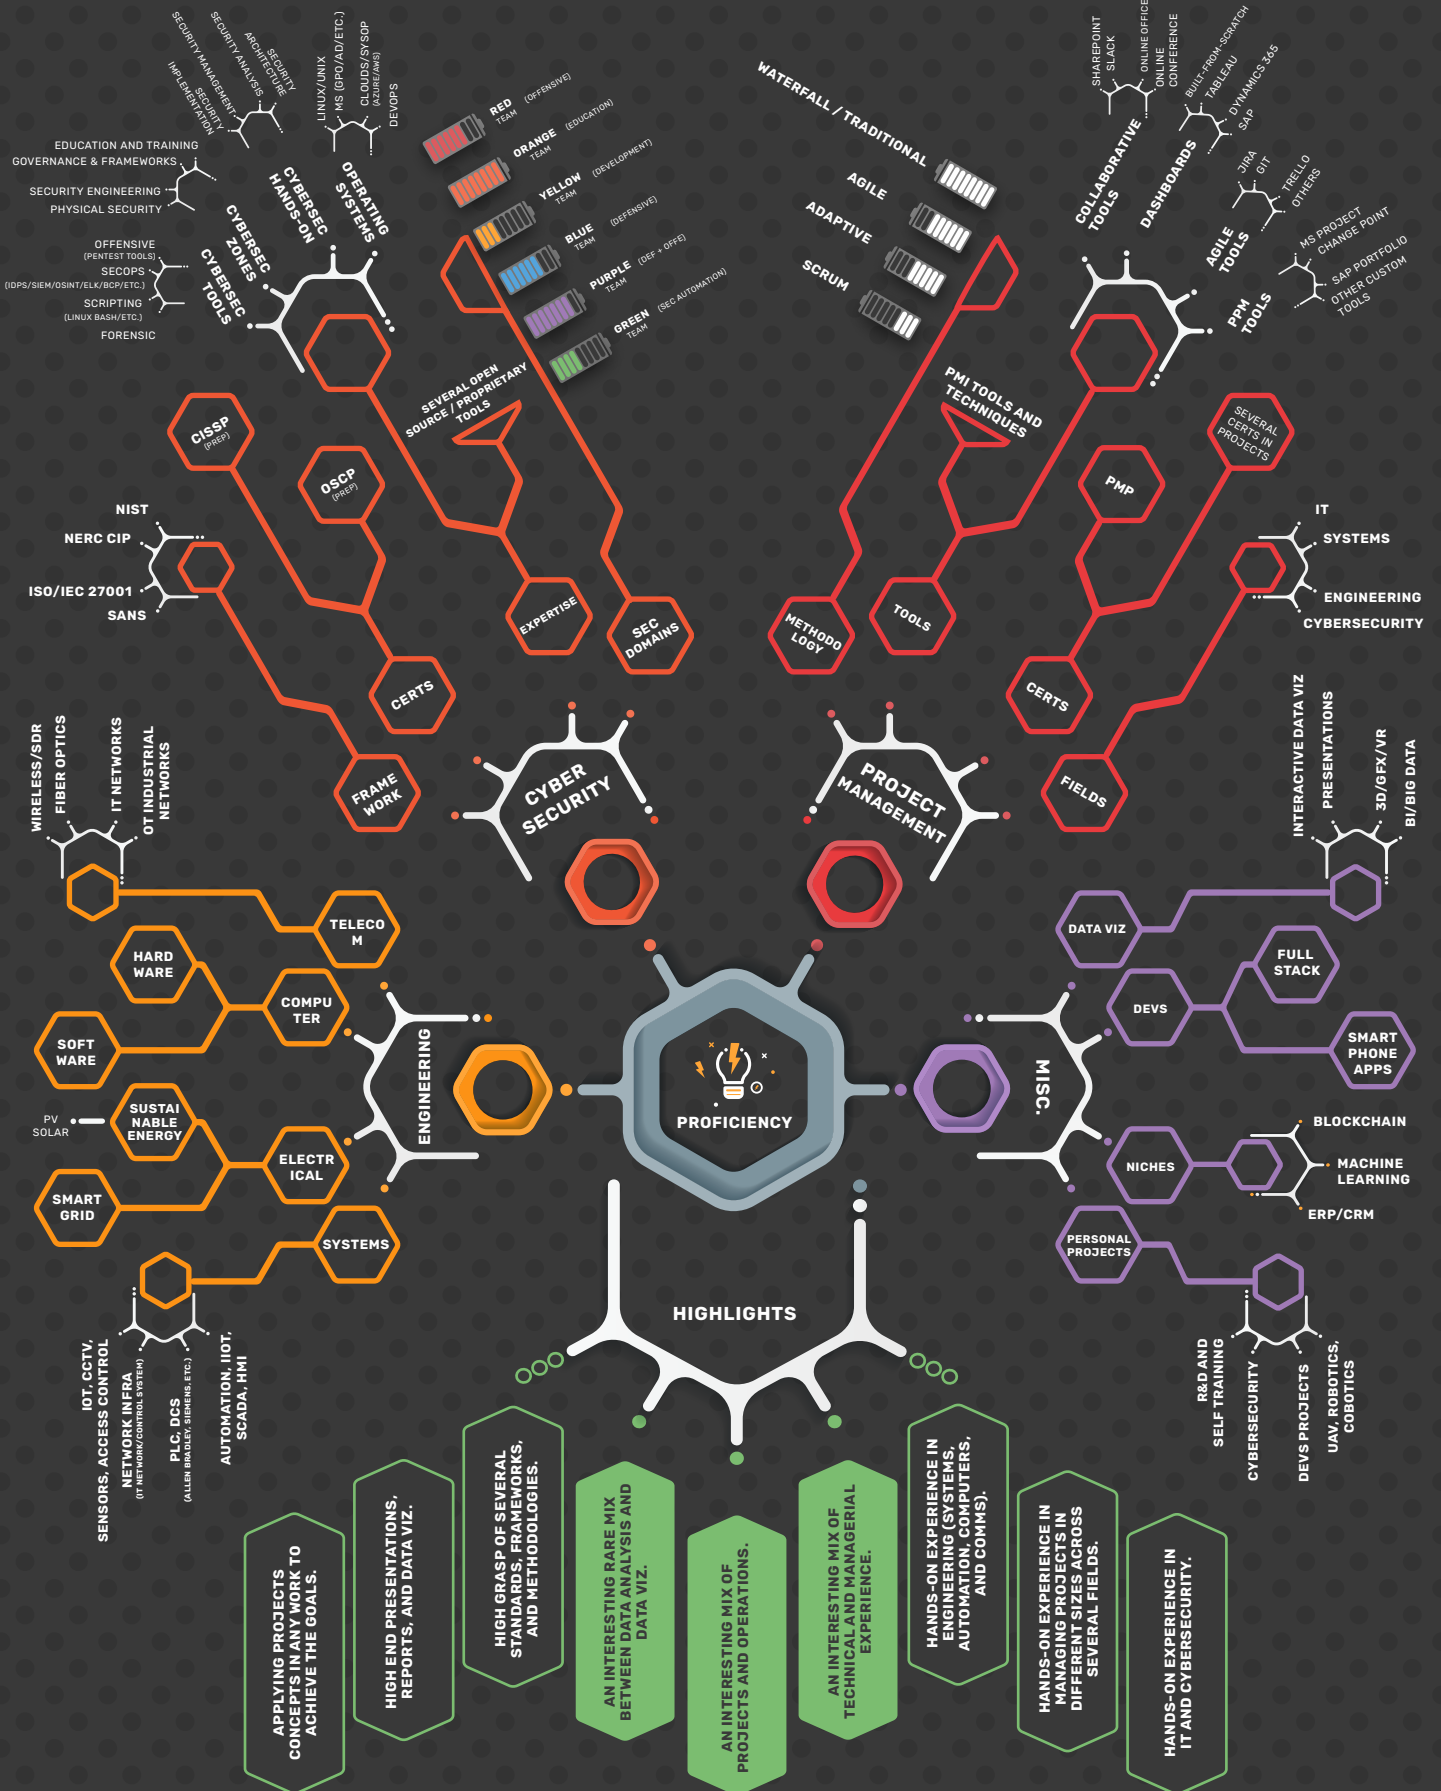 SECURITY
IMPLEMENTATION
SECURITY MANAGEMENT
SECURITY ANALYSIS
SECURITY
ARCHITECTURE
LINUX/UNIX
MS (GPO/AD/ETC.)
CLOUDS/SYSOP
(AZURE/AWS)
DEVOPS
EDUCATION AND TRAINING
GOVERNANCE & FRAMEWORKS
SECURITY ENGINEERING
PHYSICAL SECURITY
OFFENSIVE
(PENTEST TOOLS)
SECOPS
(IDPS/SIEM/OSINT/ELK/BCP/ETC.)
SCRIPTING
(LINUX BASH/ETC.)
FORENSIC
CYBERSEC
TOOLS
CYBERSEC
ZONES
CYBERSEC
HANDS-ON
OPERATING
SYSTEMS
RED
TEAM
(OFFENSIVE)
ORANGE
TEAM
(EDUCATION)
YELLOW
TEAM
(DEVELOPMENT)
BLUE
TEAM
(DEFENSIVE)
PURPLE
TEAM
(DEF + OFFE)
GREEN
TEAM
(SEC AUTOMATION)
SEVERAL OPEN
SOURCE / PROPRIETARY
TOOLS
CISSP
(PREP)
OSCP
(PREP)
NIST
NERC CIP
ISO/IEC 27001
SANS
EXPERTISE
SEC
DOMAINS
CERTS
FRAME
WORK
CYBER
SECURITY
WATERFALL / TRADITIONAL
AGILE
ADAPTIVE
SCRUM
SHAREPOINT
SLACK
ONLINE OFFICE
ONLINE
CONFERENCE
BUILT-FROM-SCRATCH
TABLEAU
DYNAMICS 365
SAP
JIRA
GIT
TRELLO
OTHERS
MS PROJECT
CHANGE POINT
SAP PORTFOLIO
OTHER CUSTOM
TOOLS
COLLABORATIVE
TOOLS
DASHBOARDS
AGILE
TOOLS
PPM
TOOLS
PMI TOOLS AND
TECHNIQUES
SEVERAL
CERTS IN
PROJECTS
PMP
IT
SYSTEMS
ENGINEERING
CYBERSECURITY
METHODO
LOGY
TOOLS
CERTS
FIELDS
PROJECT
MANAGEMENT
WIRELESS/SDR
FIBER OPTICS
IT NETWORKS
OT INDUSTRIAL
NETWORKS
TELECO
M
HARD
WARE
COMPU
TER
SOFT
WARE
ENGINEERING
PV
SOLAR
SUSTAI
NABLE
ENERGY
ELECTR
ICAL
SMART
GRID
SYSTEMS
IOT, CCTV,
SENSORS, ACCESS CONTROL
NETWORK INFRA
(IT NETWORK/CONTROL SYSTEM)
PLC, DCS
(ALLEN BRADLEY, SIEMENS, ETC.)
AUTOMATION, IIOT,
SCADA, HMI
PROFICIENCY
INTERACTIVE DATA VIZ
PRESENTATIONS
3D/GFX/VR
BI/BIG DATA
DATA VIZ
FULL
STACK
DEVS
SMART
PHONE
APPS
MISC.
NICHES
BLOCKCHAIN
MACHINE
LEARNING
ERP/CRM
PERSONAL
PROJECTS
R&D AND
SELF TRAINING
CYBERSECURITY
DEVS PROJECTS
UAV, ROBOTICS,
COBOTICS
HIGHLIGHTS
APPLYING PROJECTS
CONCEPTS IN ANY WORK TO
ACHIEVE THE GOALS.
HIGH END PRESENTATIONS,
REPORTS, AND DATA VIZ.
HIGH GRASP OF SEVERAL
STANDARDS, FRAMEWORKS,
AND METHODOLOGIES.
AN INTERESTING RARE MIX
BETWEEN DATA ANALYSIS AND
DATA VIZ.
AN INTERESTING MIX OF
PROJECTS AND OPERATIONS.
AN INTERESTING MIX OF
TECHNICAL AND MANAGERIAL
EXPERIENCE.
HANDS-ON EXPERIENCE IN
ENGINEERING (SYSTEMS,
AUTOMATION, COMPUTERS,
AND COMMS).
HANDS-ON EXPERIENCE IN
MANAGING PROJECTS IN
DIFFERENT SIZES ACROSS
SEVERAL FIELDS.
HANDS-ON EXPERIENCE IN
IT AND CYBERSECURITY.